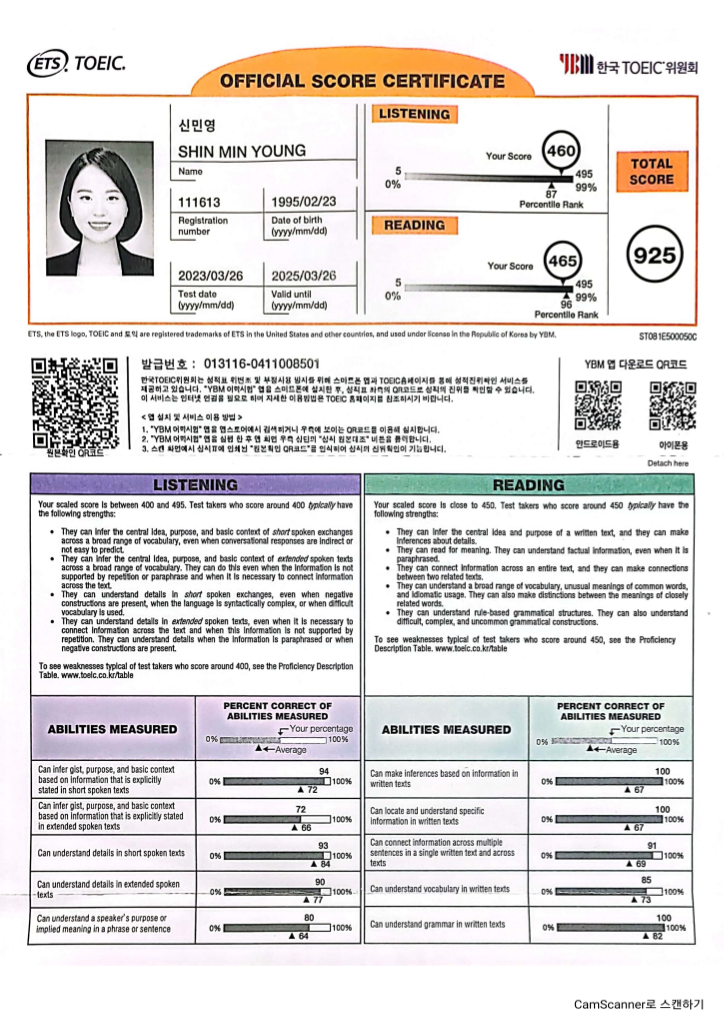 ETS TOEIC.
YBM 한국TOEIC위원회
OFFICIAL SCORE CERTIFICATE
신민영
SHIN MIN YOUNG
Name
111613
Registration number
1995/02/23
Date of birth (yyyy/mm/dd)
2023/03/26
Test date (yyyy/mm/dd)
2025/03/26
Valid until (yyyy/mm/dd)
LISTENING
Your Score 460
5 495
0% 99%
87
Percentile Rank
READING
Your Score 465
5 495
0% 99%
96
Percentile Rank
TOTAL SCORE
925
ETS, the ETS logo, TOEIC and 토익 are registered trademarks of ETS in the United States and other countries, and used under license in the Republic of Korea by YBM.
ST081E500050C
원본확인 QR코드
발급번호 : 013116-0411008501
한국TOEIC위원회는 성적표 위변조 및 부정사용 방지를 위해 스마트폰 앱과 TOEIC홈페이지를 통해 성적진위확인 서비스를
제공하고 있습니다. "YBM 어학시험" 앱을 스마트폰에 설치한 후, 성적표 좌측의 QR코드로 성적의 진위를 확인할 수 있습니다.
이 서비스는 인터넷 연결을 필요로 하며 자세한 이용방법은 TOEIC 홈페이지를 참조하시기 바랍니다.
< 앱 설치 및 서비스 이용 방법 >
1. "YBM 어학시험" 앱을 앱스토어에서 검색하거나 우측에 보이는 QR코드를 이용해 설치합니다.
2. "YBM 어학시험" 앱을 실행 한 후 앱 화면 우측 상단의 버튼을 클릭합니다.
3. 스캔 화면에서 성적표에 인쇄된 "원본확인 QR코드"를 인식하여 가능합니다.
YBM 앱 다운로드 QR코드
안드로이드용
아이폰용
Detach here
LISTENING
Your scaled score is between 400 and 495. Test takers who score around 400 typically have
the following strengths:
• They can infer the central idea, purpose, and basic context of short spoken exchanges
across a broad range of vocabulary, even when conversational responses are indirect or
not easy to predict.
• They can infer the central idea, purpose, and basic context of extended spoken texts
across a broad range of vocabulary. They can do this even when the information is not
supported by repetition or paraphrase and when it is necessary to connect information
across the text.
• They can understand details in short spoken exchanges, even when negative
constructions are present, when the language is syntactically complex, or when difficult
vocabulary is used.
• They can understand details in extended spoken texts, even when it is necessary to
connect information across the text and when this information is not supported by
repetition. They can understand details when the information is paraphrased or when
negative constructions are present.
To see weaknesses typical of test takers who score around 400, see the Proficiency Description
Table. www.toeic.co.kr/table
READING
Your scaled score is close to 450. Test takers who score around 450 typically have the
following strengths:
• They can infer the central idea and purpose of a written text, and they can make
inferences about details.
• They can read for meaning. They can understand factual information, even when it is
paraphrased.
• They can connect information across an entire text, and they can make connections
between two related texts.
• They can understand a broad range of vocabulary, unusual meanings of common words,
and idiomatic usage. They can also make distinctions between the meanings of closely
related words.
• They can understand rule-based grammatical structures. They can also understand
difficult, complex, and uncommon grammatical constructions.
To see weaknesses typical of test takers who score around 450, see the Proficiency
Description Table. www.toeic.co.kr/table
ABILITIES MEASURED
PERCENT CORRECT OF
ABILITIES MEASURED
Your percentage
0% 100%
Average
Can infer gist, purpose, and basic context
based on information that is explicitly
stated in short spoken texts
94
0% 100%
72
Can infer gist, purpose, and basic context
based on information that is explicitly stated
in extended spoken texts
72
0% 100%
66
Can understand details in short spoken texts
93
0% 100%
84
Can understand details in extended spoken
texts
90
0% 100%
77
Can understand a speaker's purpose or
implied meaning in a phrase or sentence
80
0% 100%
64
ABILITIES MEASURED
PERCENT CORRECT OF
ABILITIES MEASURED
Your percentage
0% 100%
Average
Can make inferences based on information in
written texts
100
0% 100%
67
Can locate and understand specific
information in written texts
100
0% 100%
67
Can connect information across multiple
sentences in a single written text and across
texts
91
0% 100%
69
Can understand vocabulary in written texts
85
0% 100%
73
Can understand grammar in written texts
100
0% 100%
82
CamScanner로 스캔하기